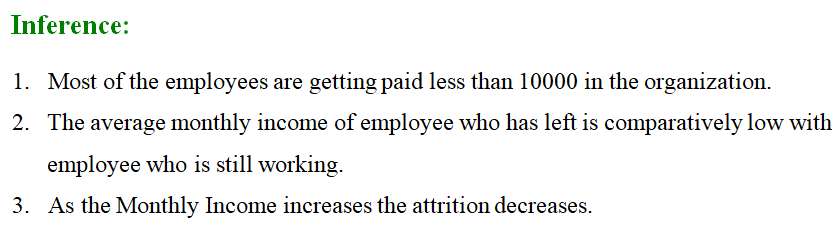 Inference:
1. Most of the employees are getting paid less than 10000 in the organization.
2. The average monthly income of employee who has left is comparatively low with
employee who is still working.
3. As the Monthly Income increases the attrition decreases.